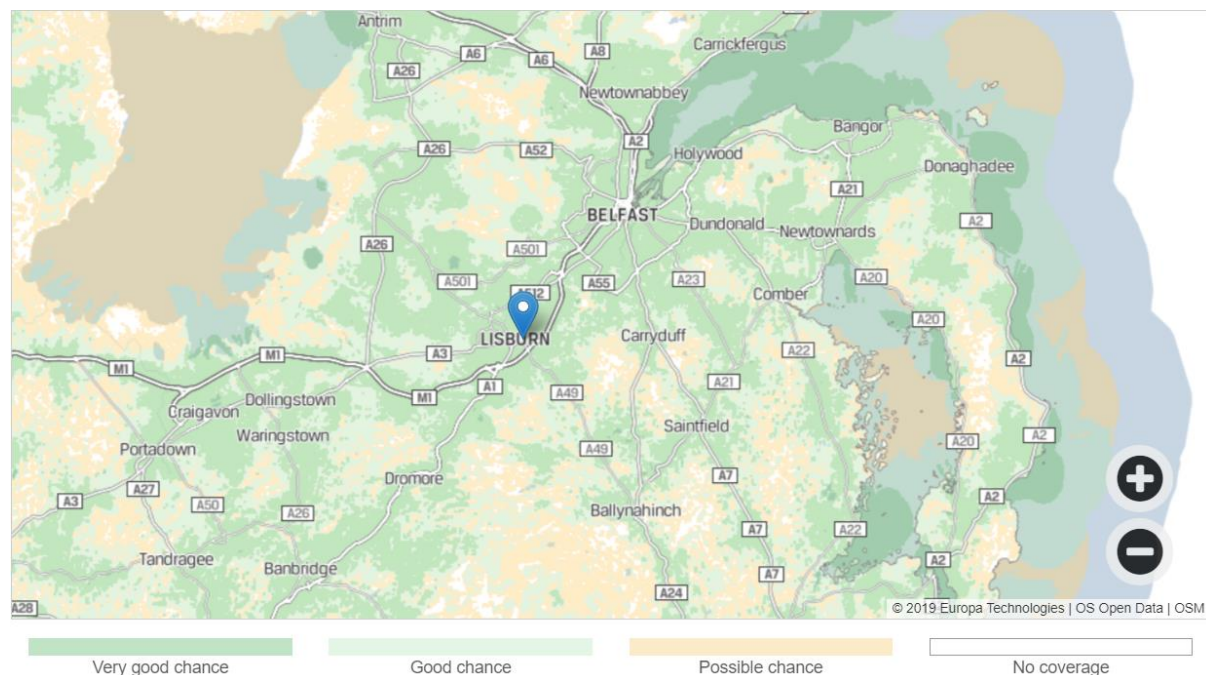 Antrim
A6
A8
Carrickfergus
A26
A6
Newtownabbey
A26
A52
A2
Bangor
Holywood
Donaghadee
A21
BELFAST
Dundonald
A2
Newtownards
A26
A501
A501
A55
A23
A20
A512
Comber
A20
LISBURN
Carryduff
M1
M1
A3
A22
A2
A1
A21
A49
M1
Dollingstown
Craigavon
Waringstown
Saintfield
A2
A20
Portadown
A49
Dromore
A7
A27
A3
A50
A26
Ballynahinch
A2
A7
A22
Tandragee
Banbridge
A2
A7
A24
A28
© 2019 Europa Technologies | OS Open Data | OSM
Very good chance
Good chance
Possible chance
No coverage